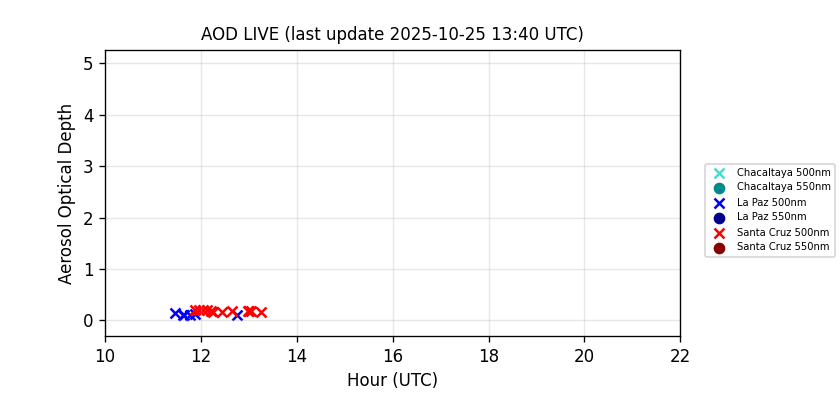 AOD LIVE (last update 2025-10-25 13:40 UTC)
Aerosol Optical Depth
5
4
3
2
1
0
10 12 14 16 18 20 22
Hour (UTC)
Chacaltaya 500nm
Chacaltaya 550nm
La Paz 500nm
La Paz 550nm
Santa Cruz 500nm
Santa Cruz 550nm